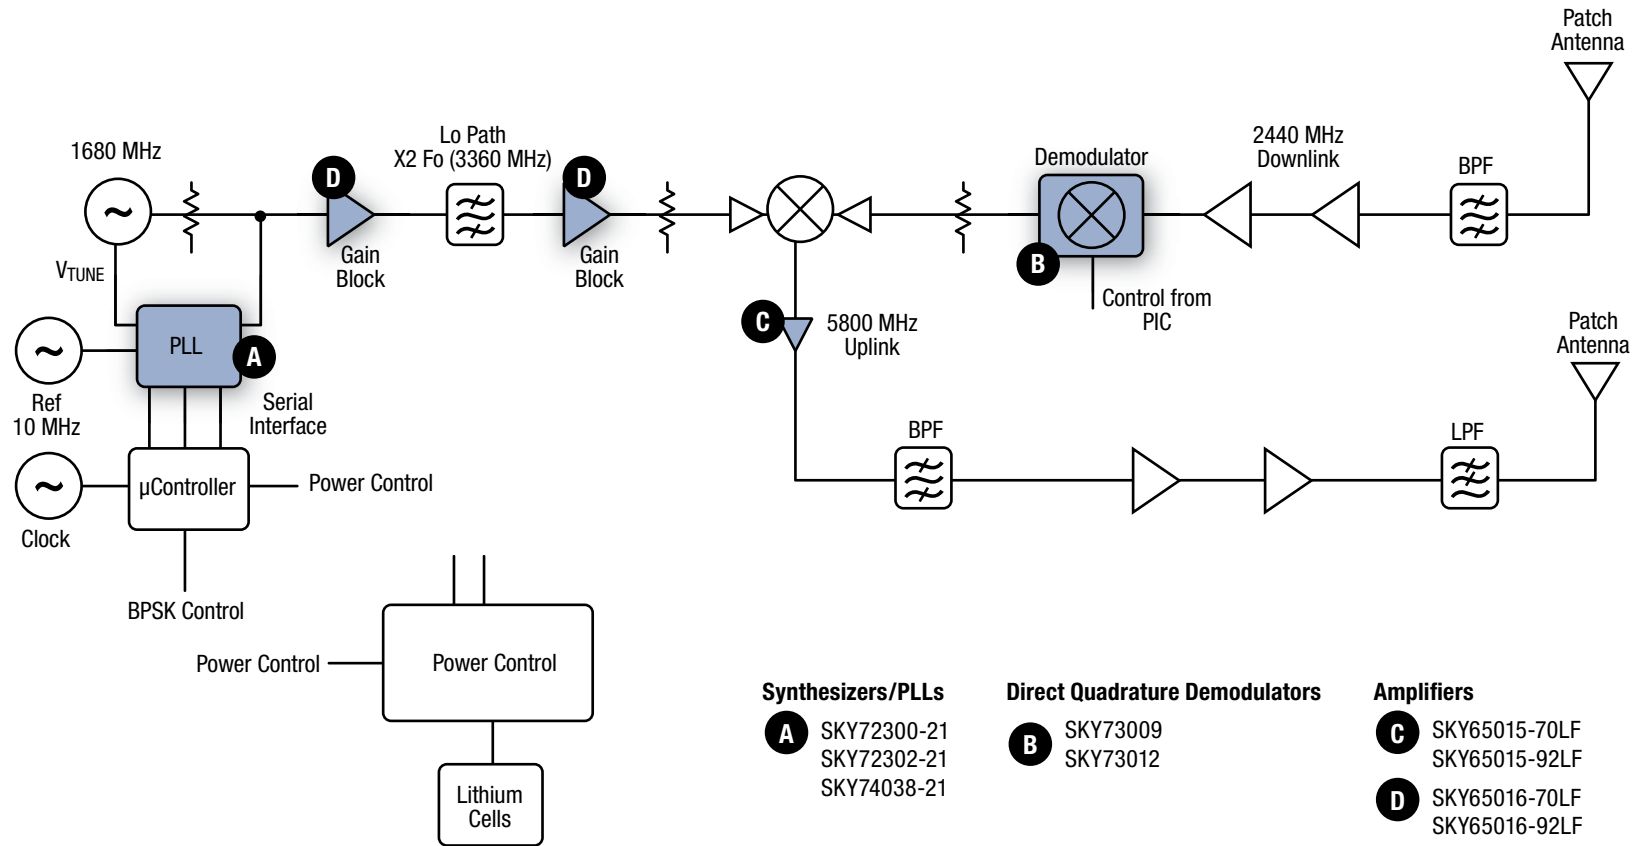 Patch
Antenna
1680 MHz
D
Lo Path
X2 Fo (3360 MHz)
D
Demodulator
2440 MHz
Downlink
BPF
~
Gain
Block
Gain
Block
B
Control from
PIC
VTUNE
PLL
A
~
Ref
10 MHz
Serial
Interface
C
5800 MHz
Uplink
Patch
Antenna
BPF
LPF
~
Clock
µController
Power Control
BPSK Control
Power Control
Power Control
Lithium
Cells
Synthesizers/PLLs
A
SKY72300-21
SKY72302-21
SKY74038-21
Direct Quadrature Demodulators
B
SKY73009
SKY73012
Amplifiers
C
SKY65015-70LF
SKY65015-92LF
D
SKY65016-70LF
SKY65016-92LF